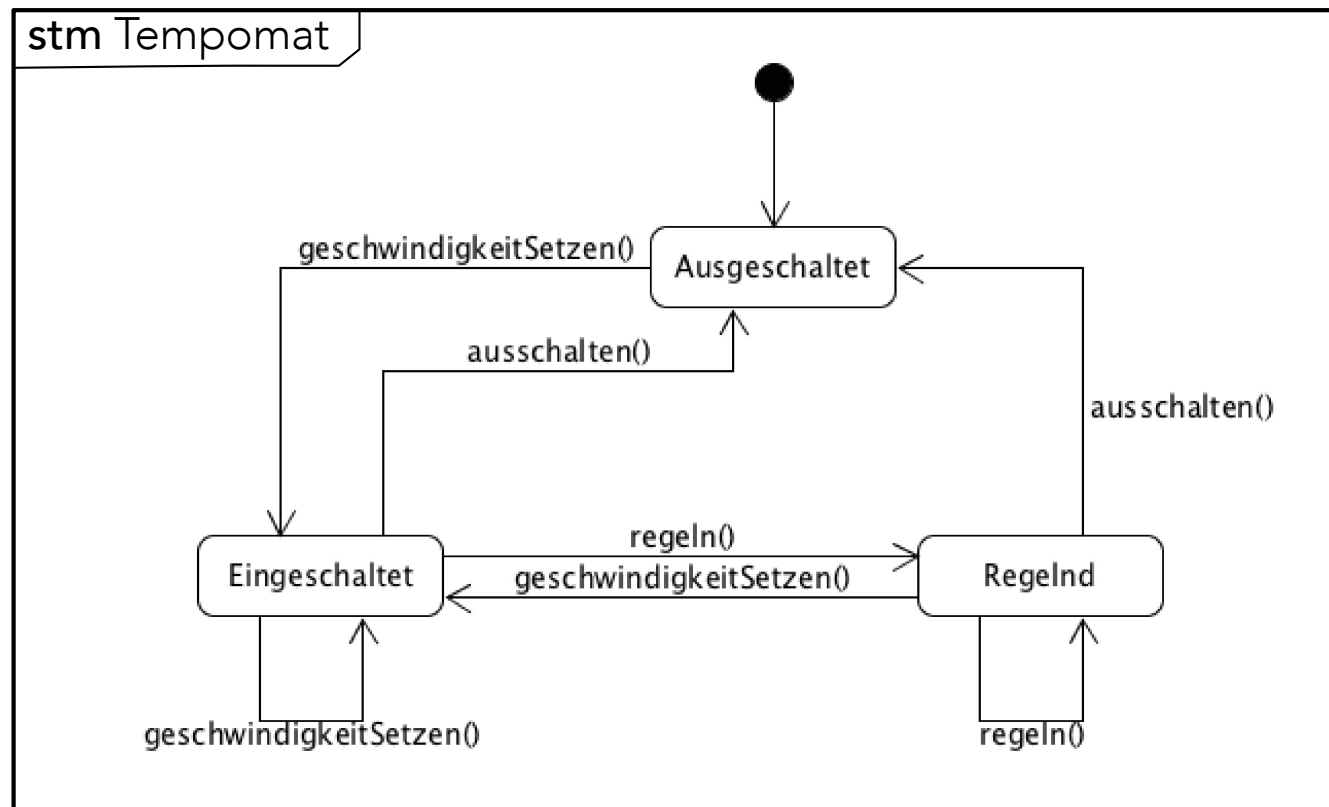 stm Tempomat
geschwindigkeitSetzen()
Ausgeschaltet
ausschalten()
ausschalten()
regeln()
Eingeschaltet
geschwindigkeitSetzen()
Regelnd
geschwindigkeitSetzen()
regeln()